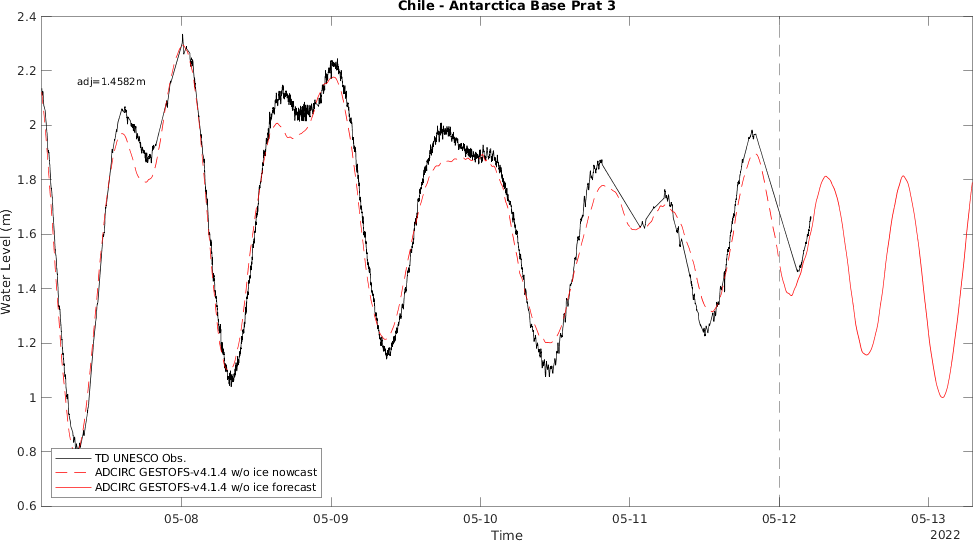 Chile - Antarctica Base Prat 3
2.4
adj=1.4582m
2.2
2
1.8
1.6
1.4
1.2
1
0.8
0.6
Water Level (m)
TD UNESCO Obs.
ADCIRC GESTOFS-v4.1.4 w/o ice nowcast
ADCIRC GESTOFS-v4.1.4 w/o ice forecast
05-08 05-09 05-10 05-11 05-12 05-13
Time
2022